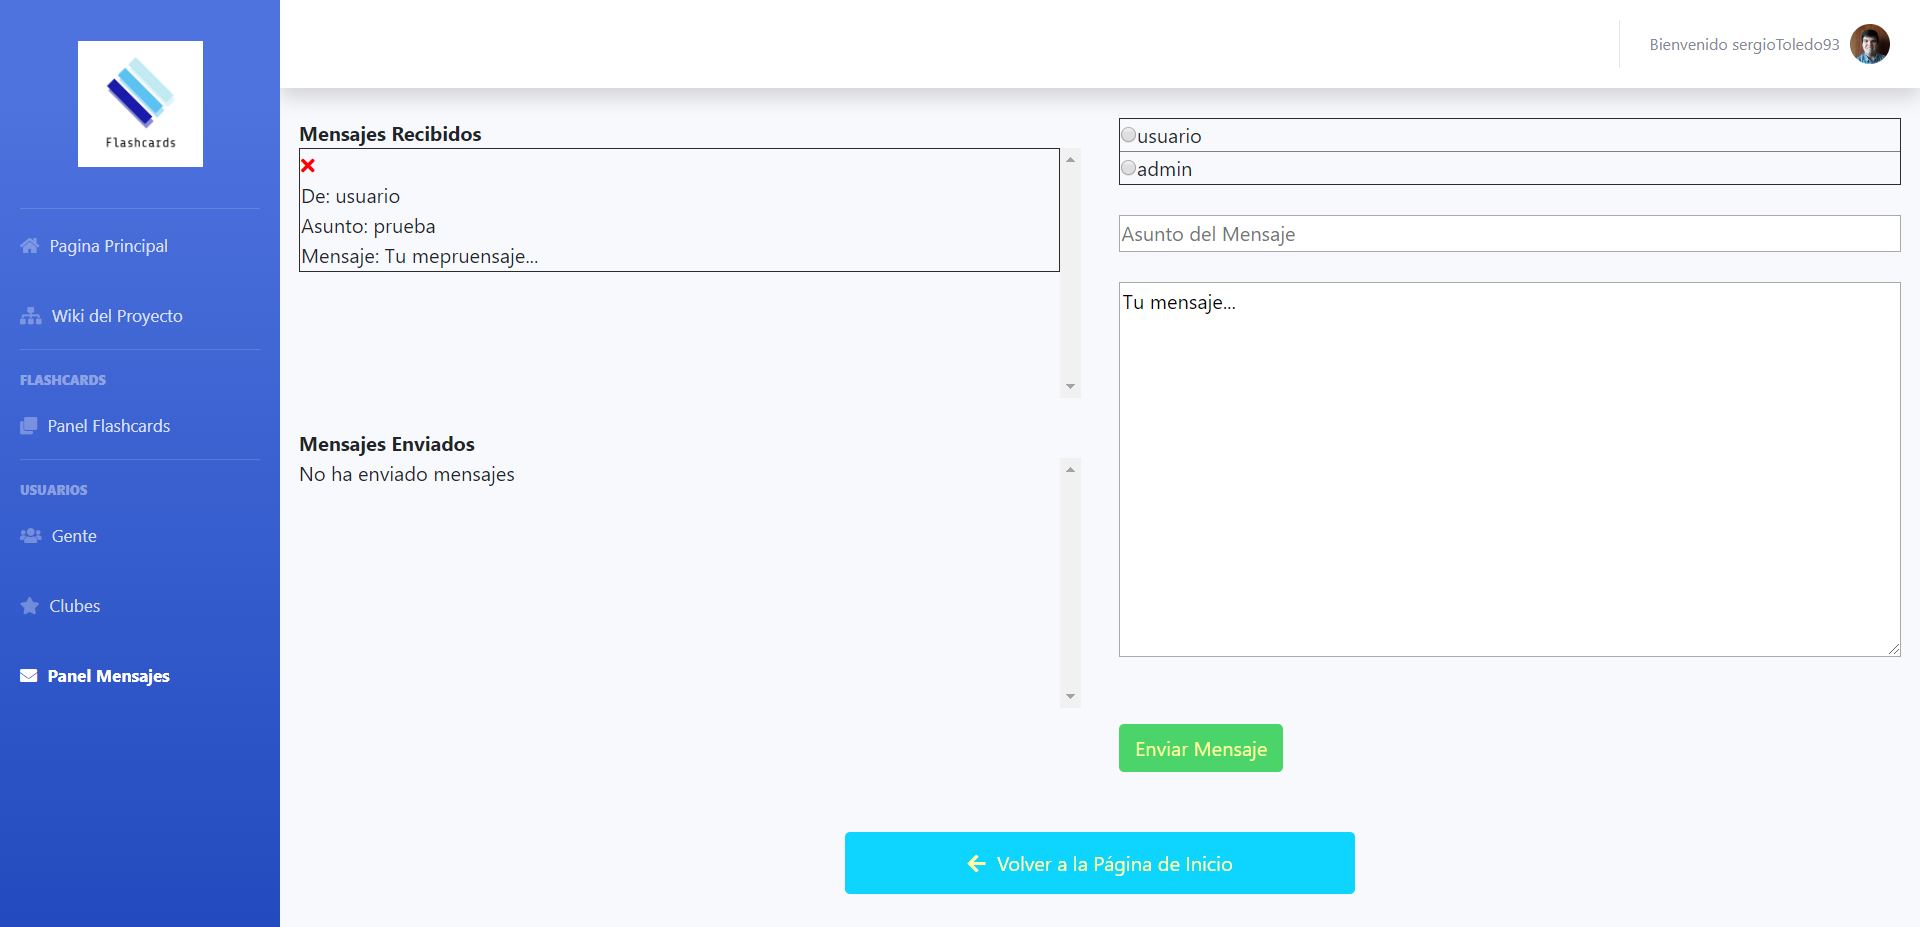 Flashcards
Pagina Principal
Wiki del Proyecto
FLASHCARDS
Panel Flashcards
USUARIOS
Gente
Clubes
Panel Mensajes
Bienvenido sergioToledo93
Mensajes Recibidos
De: usuario
Asunto: prueba
Mensaje: Tu mepruensaje...
Mensajes Enviados
No ha enviado mensajes
usuario
admin
Asunto del Mensaje
Tu mensaje...
Enviar Mensaje
Volver a la Página de Inicio